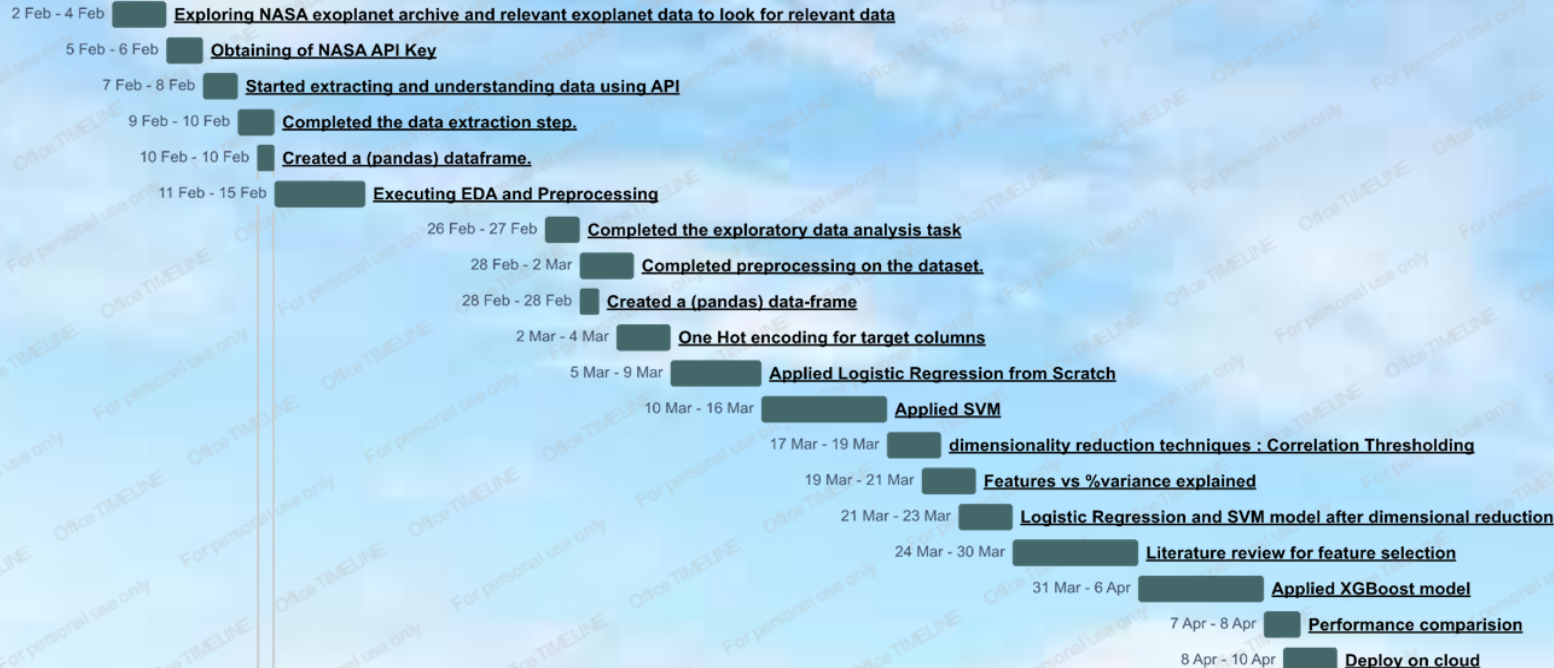 2 Feb - 4 Feb Exploring NASA exoplanet archive and relevant exoplanet data to look for relevant data
5 Feb - 6 Feb Obtaining of NASA API Key
7 Feb - 8 Feb Started extracting and understanding data using API
9 Feb - 10 Feb Completed the data extraction step.
10 Feb - 10 Feb Created a (pandas) dataframe.
11 Feb - 15 Feb Executing EDA and Preprocessing
26 Feb - 27 Feb Completed the exploratory data analysis task
28 Feb - 2 Mar Completed preprocessing on the dataset.
28 Feb - 28 Feb Created a (pandas) data-frame
2 Mar - 4 Mar One Hot encoding for target columns
5 Mar - 9 Mar Applied Logistic Regression from Scratch
10 Mar - 16 Mar Applied SVM
17 Mar - 19 Mar dimensionality reduction techniques : Correlation Thresholding
19 Mar - 21 Mar Features vs %variance explained
21 Mar - 23 Mar Logistic Regression and SVM model after dimensional reduction
24 Mar - 30 Mar Literature review for feature selection
31 Mar - 6 Apr Applied XGBoost model
7 Apr - 8 Apr Performance comparision
8 Apr - 10 Apr Deploy on cloud
Office TIMELINE
For personal use only